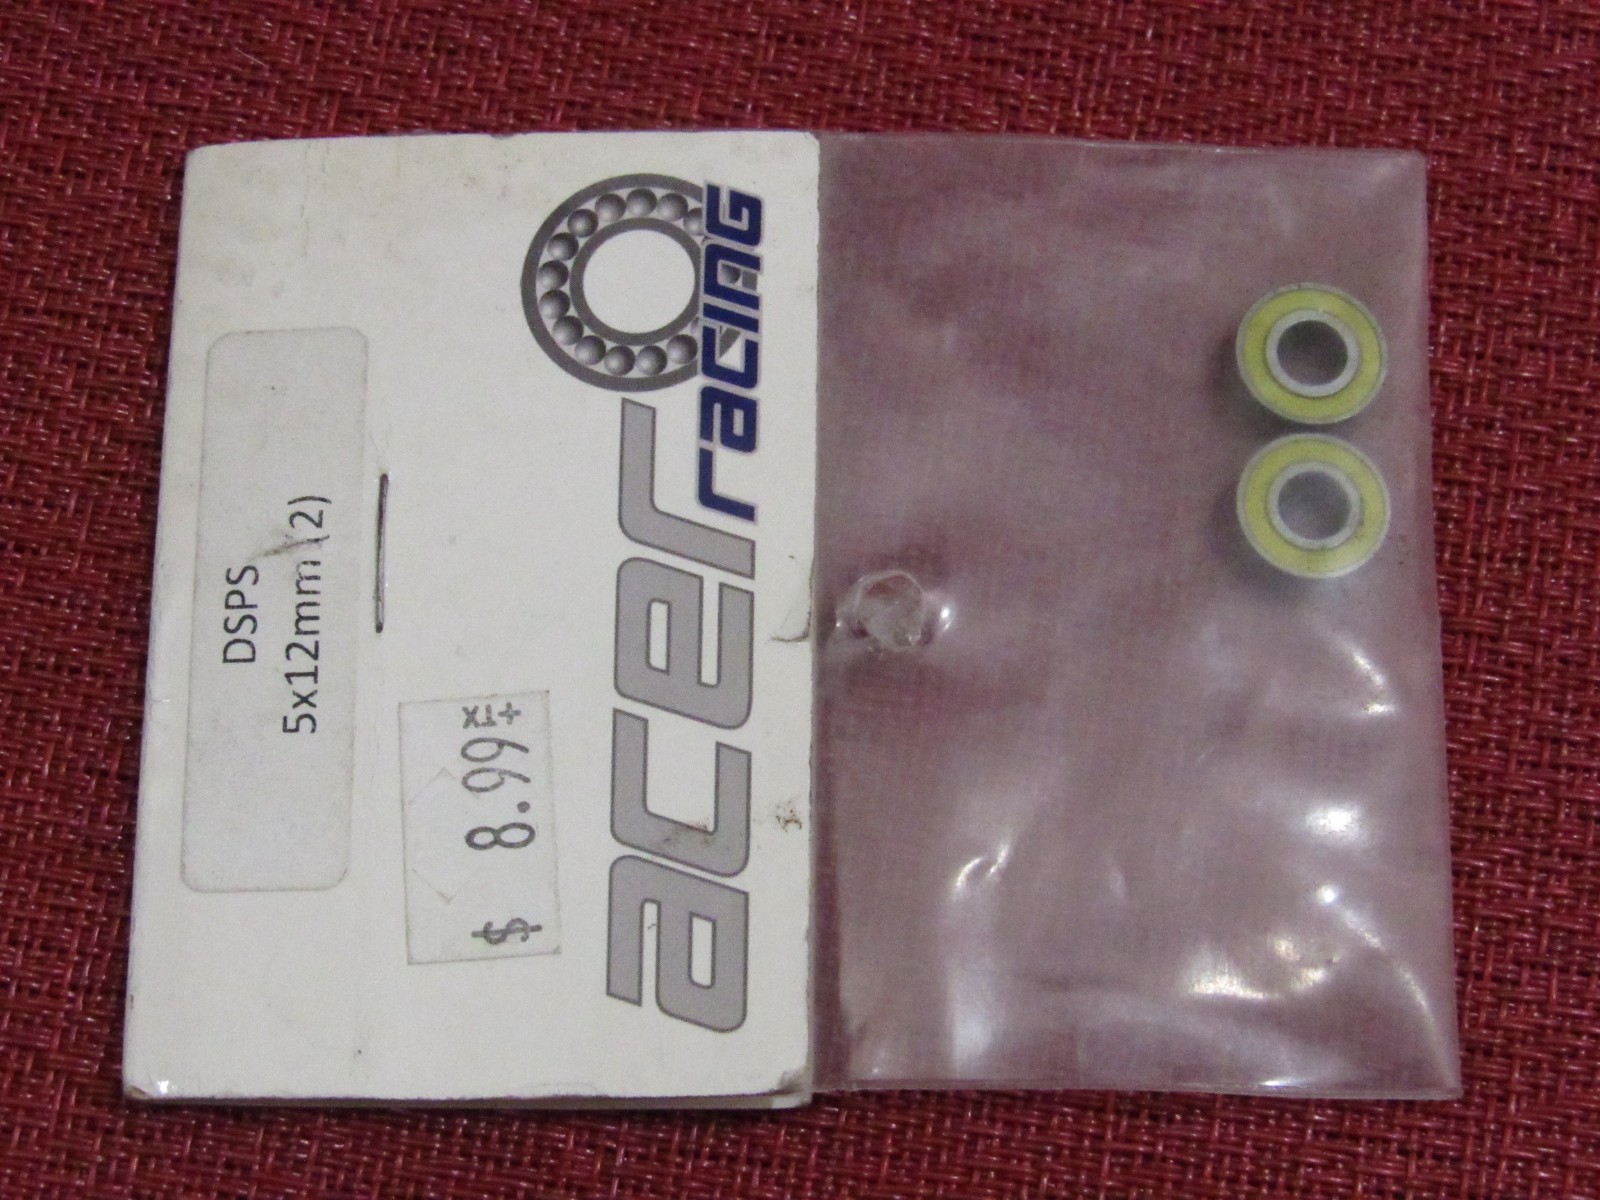 acer
racing
$ 8.99
+TX
DSPS
5x12mm (2)